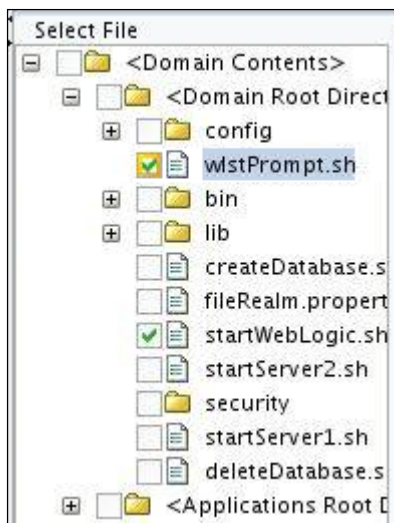 Select File
<Domain Contents>
<Domain Root Direct
config
wlstPrompt.sh
bin
lib
createDatabase.s
fileRealm.propert
startWebLogic.sh
startServer2.sh
security
startServer1.sh
deleteDatabase.s
<Applications Root D